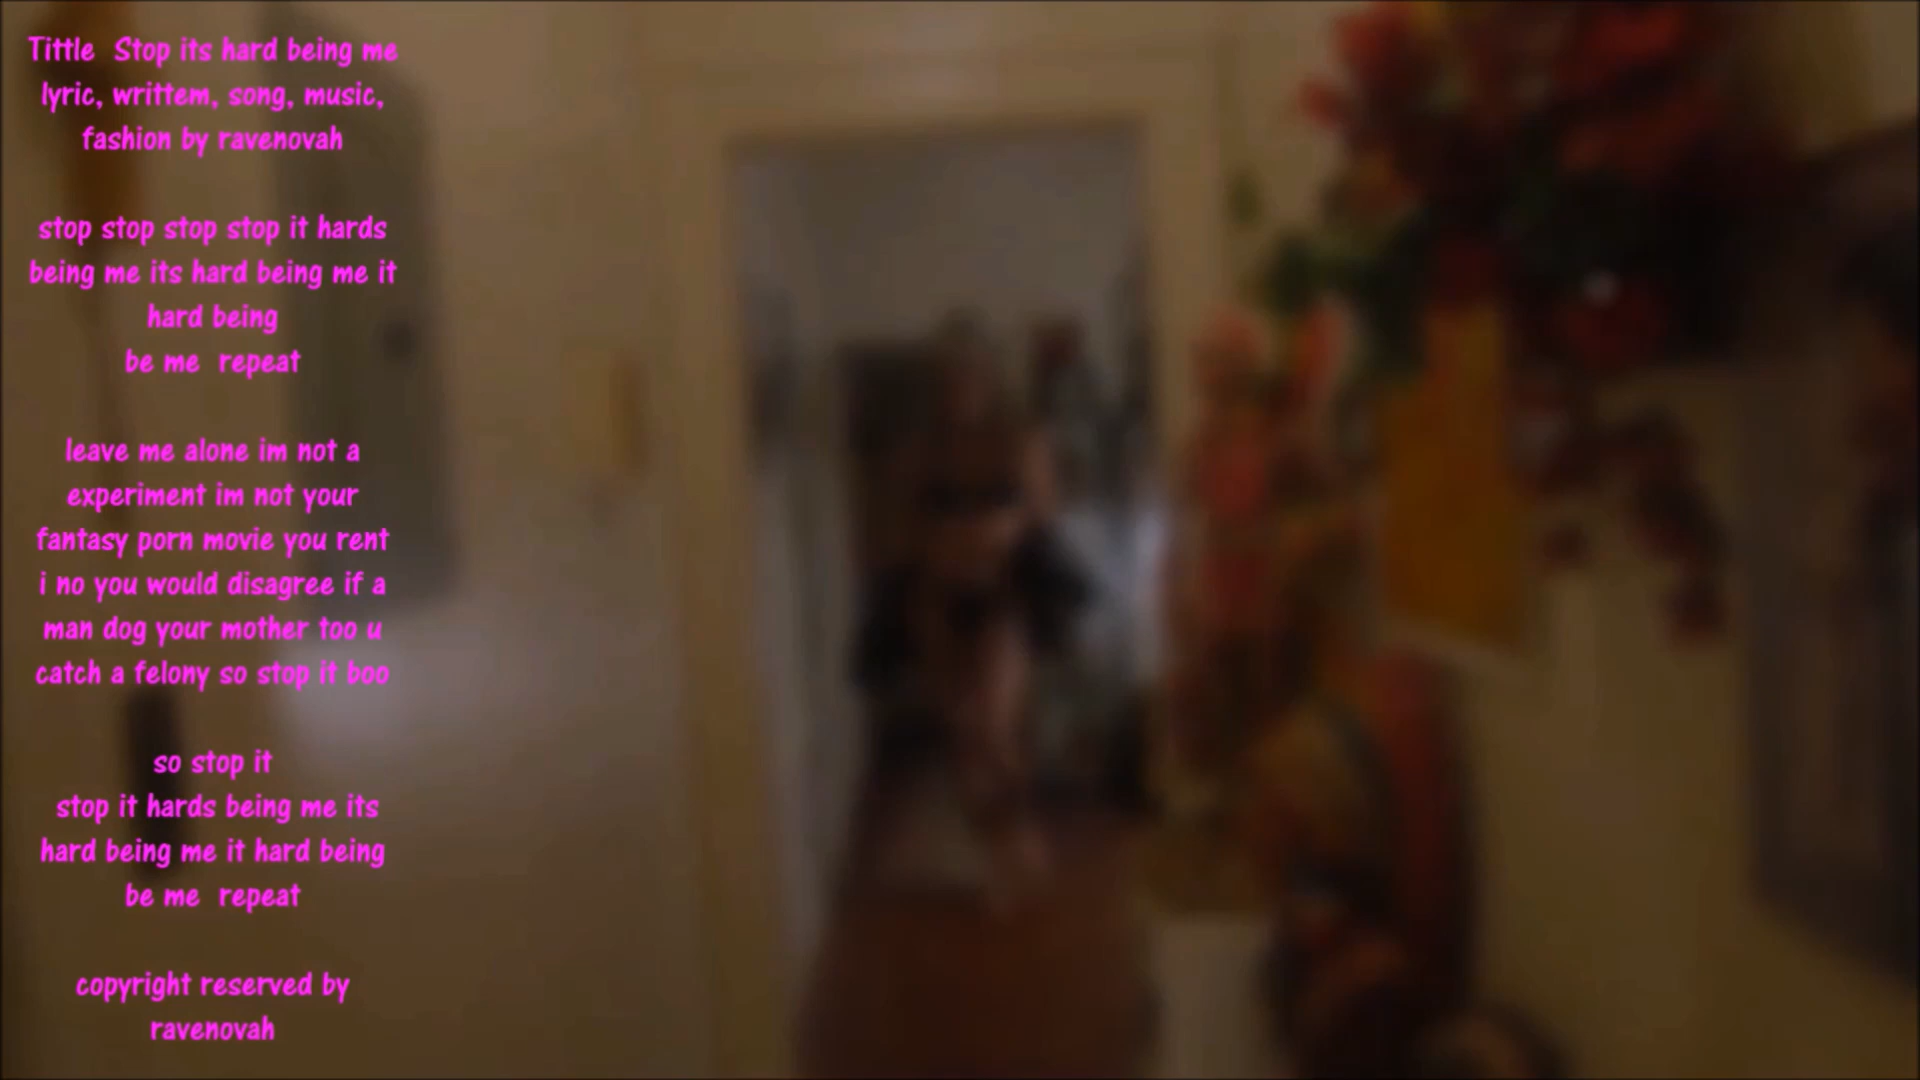 Tittle  Stop its hard being me
lyric, writtem, song, music,
fashion by ravenovah
stop stop stop stop it hards
being me its hard being me it
hard being
be me  repeat
leave me alone im not a
experiment im not your
fantasy porn movie you rent
i no you would disagree if a
man dog your mother too u
catch a felony so stop it boo
so stop it
stop it hards being me its
hard being me it hard being
be me  repeat
copyright reserved by
ravenovah